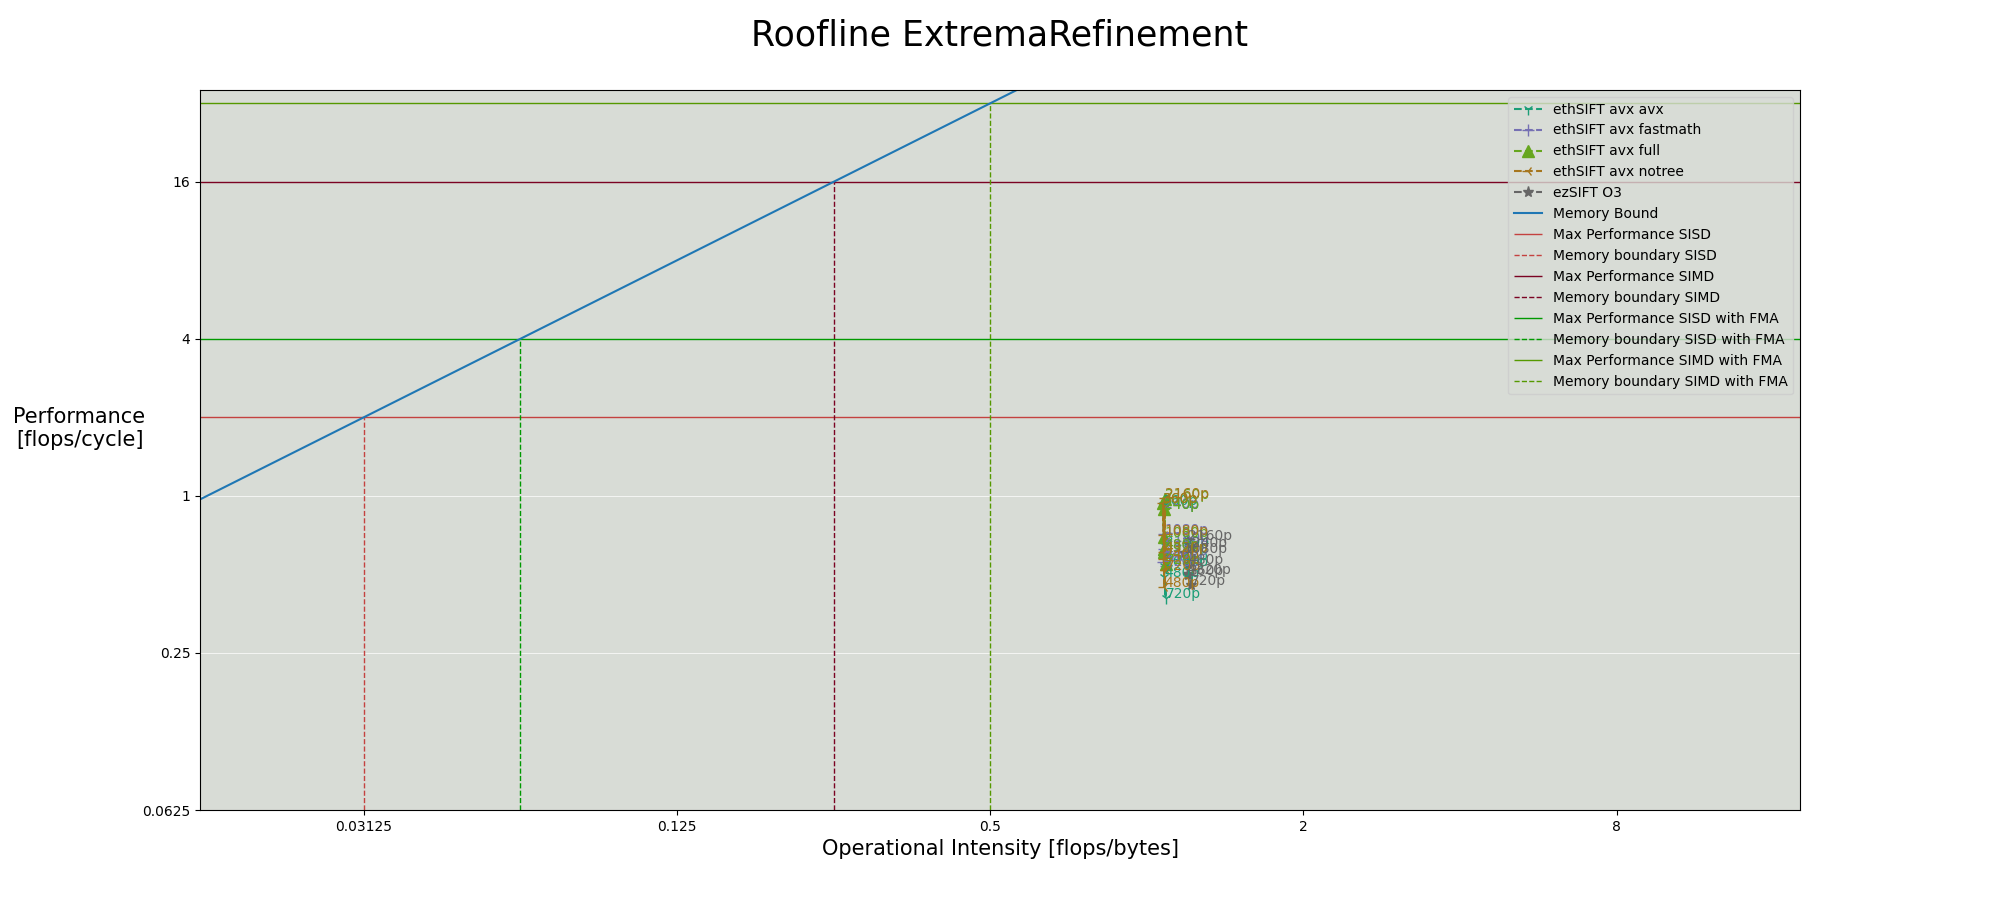 Roofline ExtremaRefinement
ethSIFT avx avx
ethSIFT avx fastmath
ethSIFT avx full
ethSIFT avx notree
ezSIFT O3
Memory Bound
Max Performance SISD
Memory boundary SISD
Max Performance SIMD
Memory boundary SIMD
Max Performance SISD with FMA
Memory boundary SISD with FMA
Max Performance SIMD with FMA
Memory boundary SIMD with FMA
16
4
1
0.25
0.0625
Performance
[flops/cycle]
2160p
1080p
480p
720p
720p
0.03125
0.125
0.5
2
8
Operational Intensity [flops/bytes]